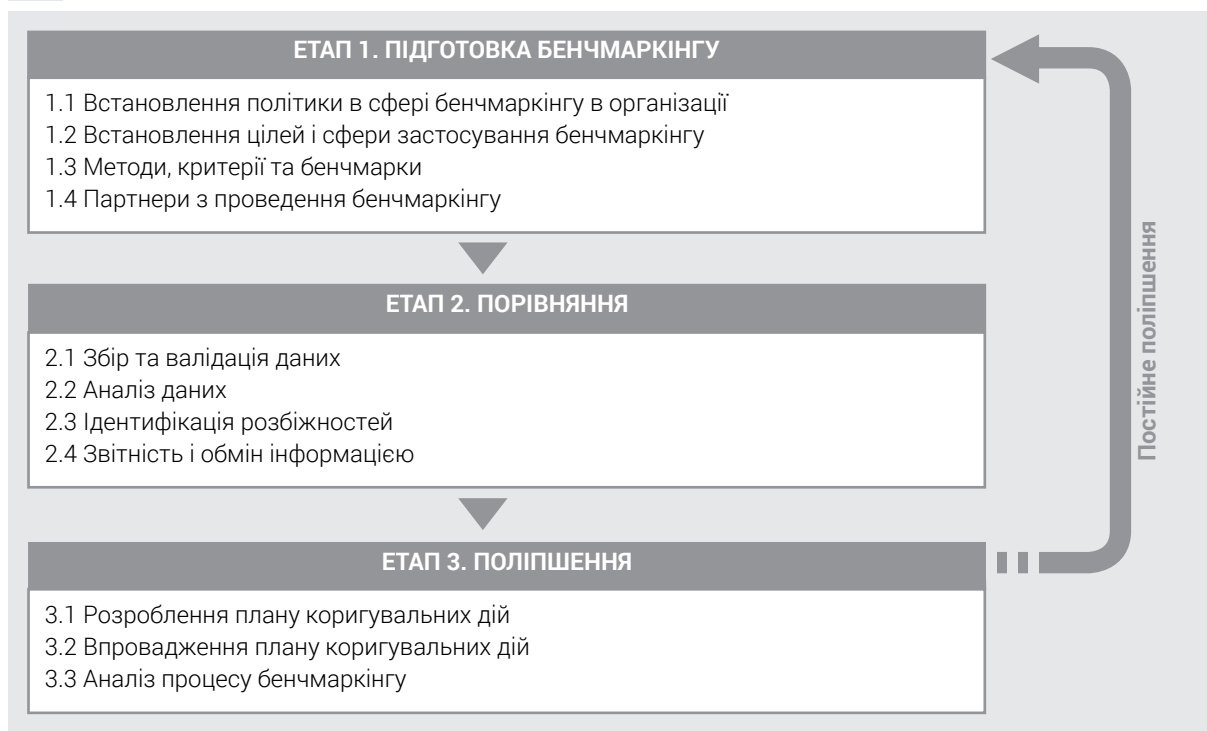 ЕТАП 1. ПІДГОТОВКА БЕНЧМАРКІНГУ
1.1 Встановлення політики в сфері бенчмаркінгу в організації
1.2 Встановлення цілей і сфери застосування бенчмаркінгу
1.3 Методи, критерії та бенчмарки
1.4 Партнери з проведення бенчмаркінгу
ЕТАП 2. ПОРІВНЯННЯ
2.1 Збір та валідація даних
2.2 Аналіз даних
2.3 Ідентифікація розбіжностей
2.4 Звітність і обмін інформацією
ЕТАП 3. ПОЛІПШЕННЯ
3.1 Розроблення плану коригувальних дій
3.2 Впровадження плану коригувальних дій
3.3 Аналіз процесу бенчмаркінгу
Постійне поліпшення